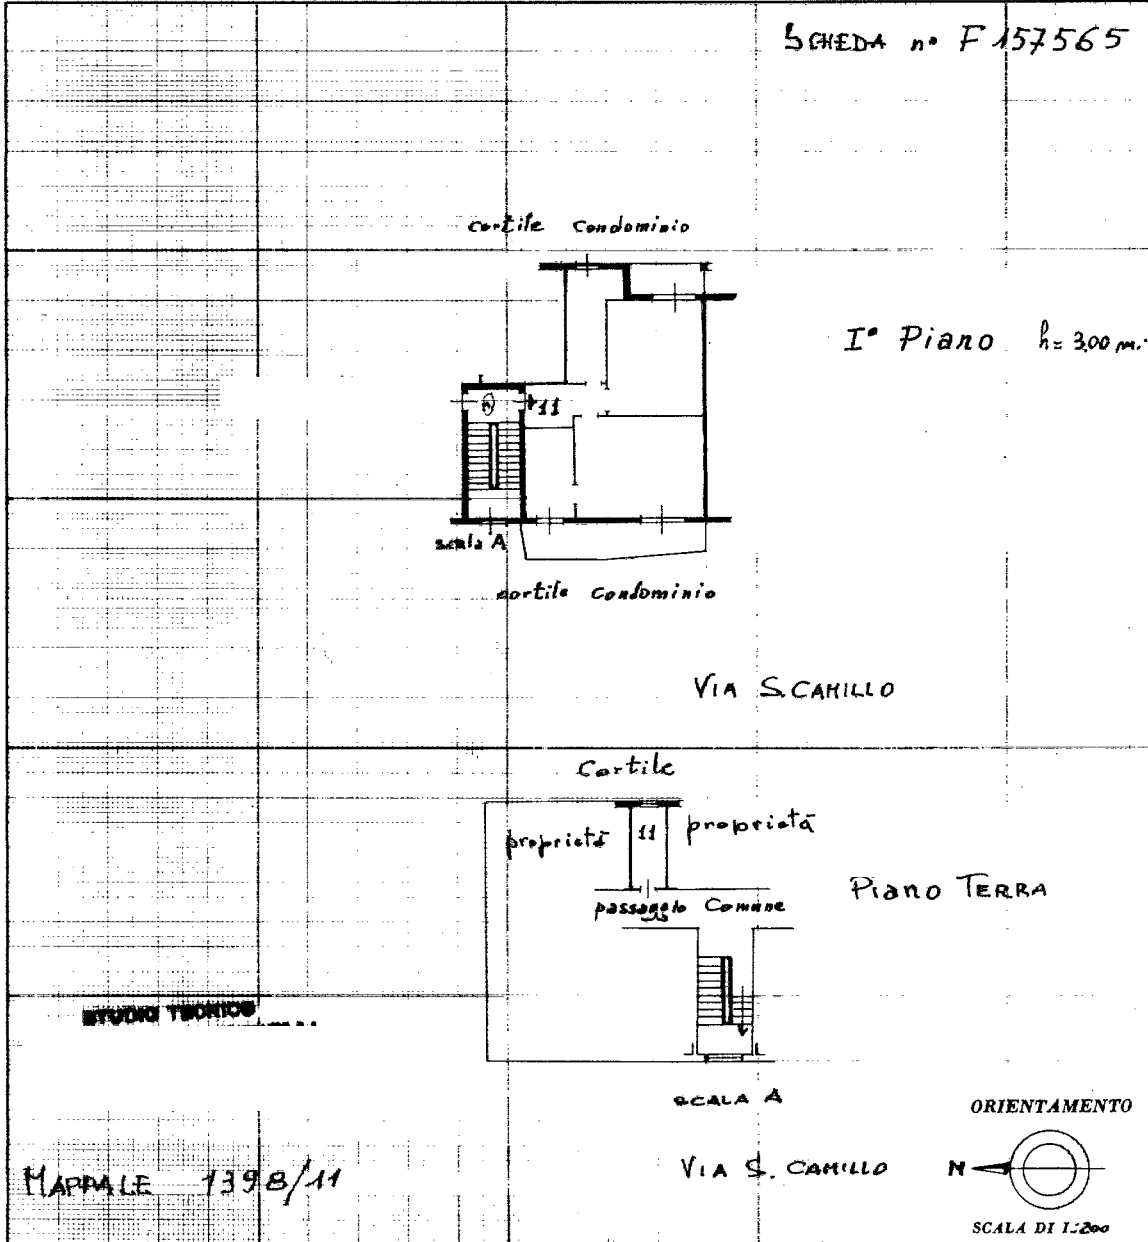 SCHEDA n° F157565
cortile Condominio
I° Piano h= 3,00 m.
11
scala A
cortile Condominio
VIA S. CAMILLO
Cortile
proprietà 11 proprietà
Piano TERRA
passaggio Comune
STUDIO TECNICO
SCALA A
ORIENTAMENTO
MAPPALE 1398/11
VIA S. CAMILLO
N
SCALA DI 1:200